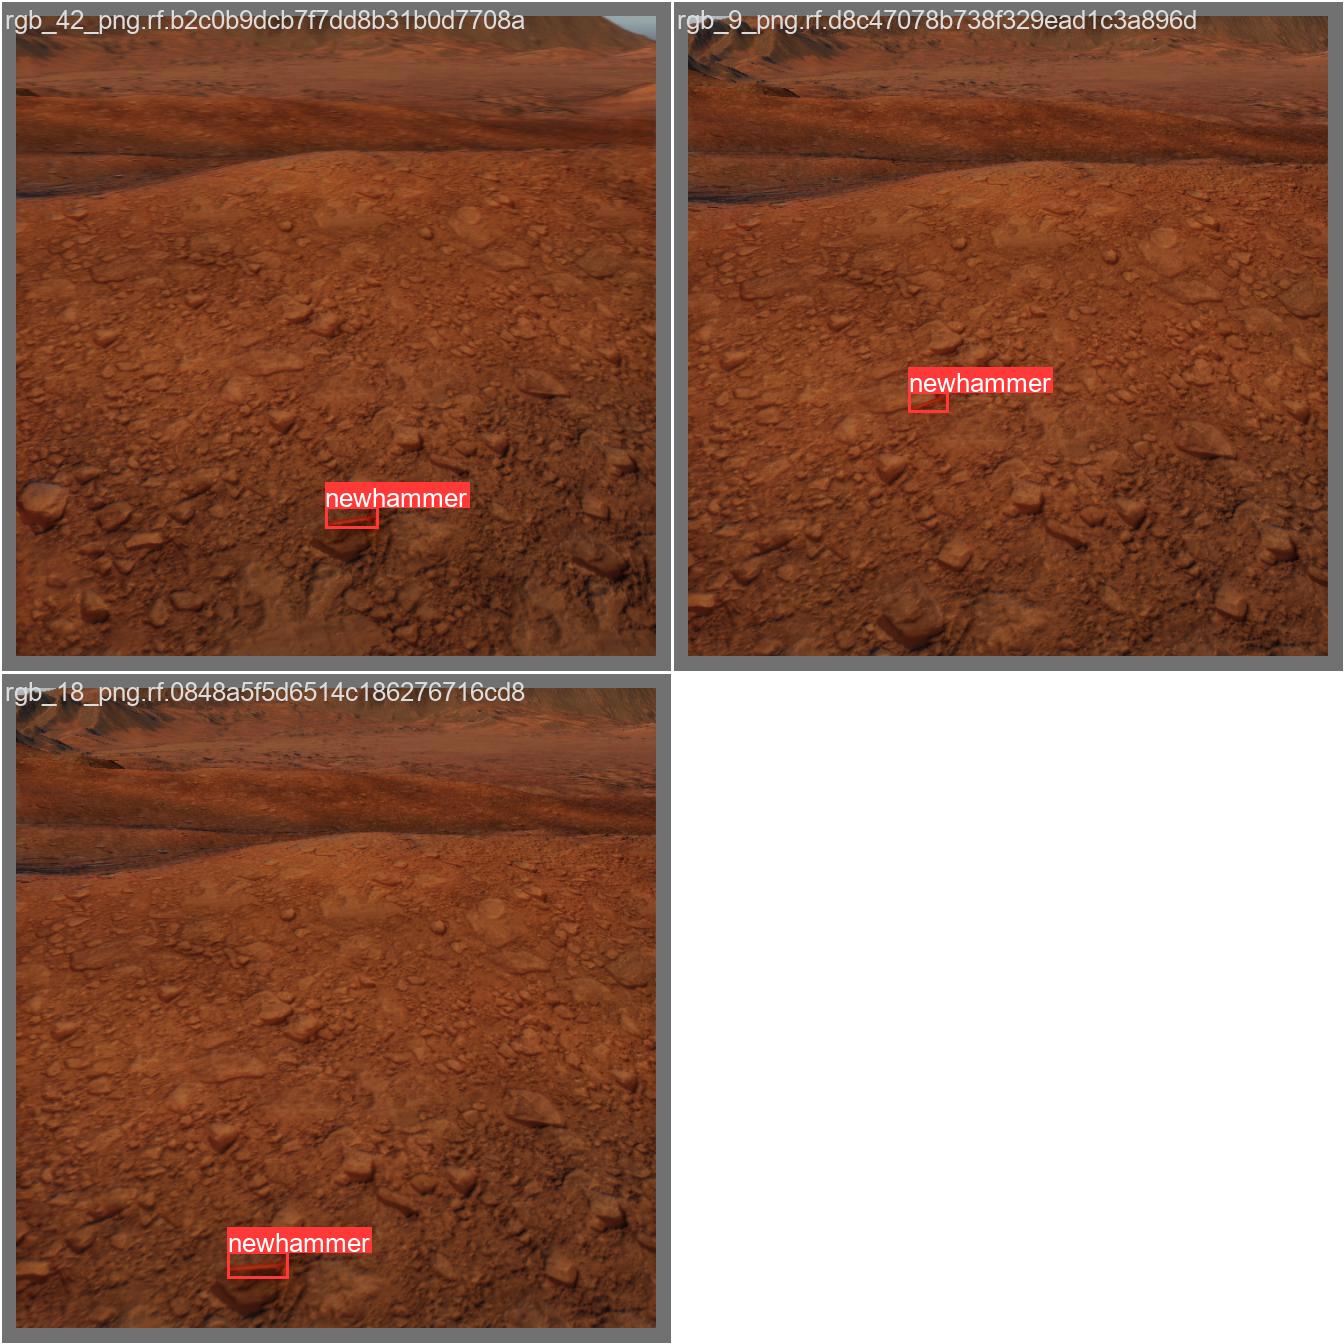 rgb_42_png.rf.b2c0b9dcb7f7dd8b31b0d7708a
rgb_9_png.rf.d8c47078b738f329ead1c3a896d
newhammer
newhammer
rgb_18_png.rf.0848a5f5d6514c186276716cd8
newhammer